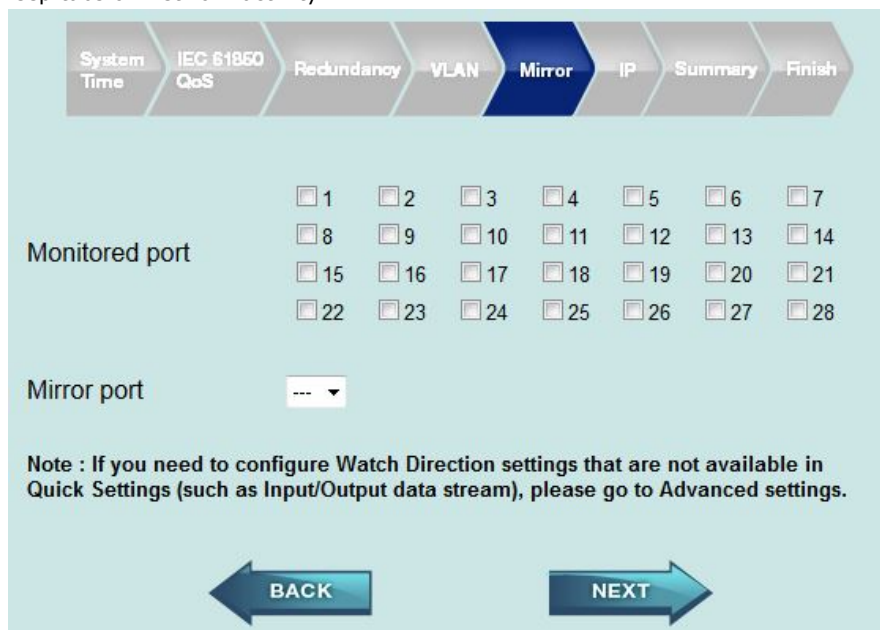 System Time
IEC 61850 QoS
Redundancy
VLAN
Mirror
IP
Summary
Finish
Monitored port
1 2 3 4 5 6 7
8 9 10 11 12 13 14
15 16 17 18 19 20 21
22 23 24 25 26 27 28
Mirror port
---
Note : If you need to configure Watch Direction settings that are not available in
Quick Settings (such as Input/Output data stream), please go to Advanced settings.
BACK
NEXT